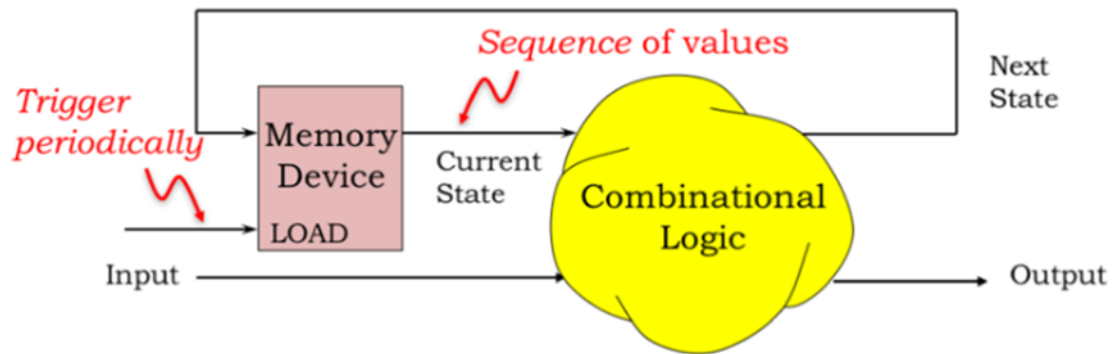 Sequence of values
Next
State
Trigger
periodically
Memory
Device
Current
State
LOAD
Combinational
Logic
Input
Output